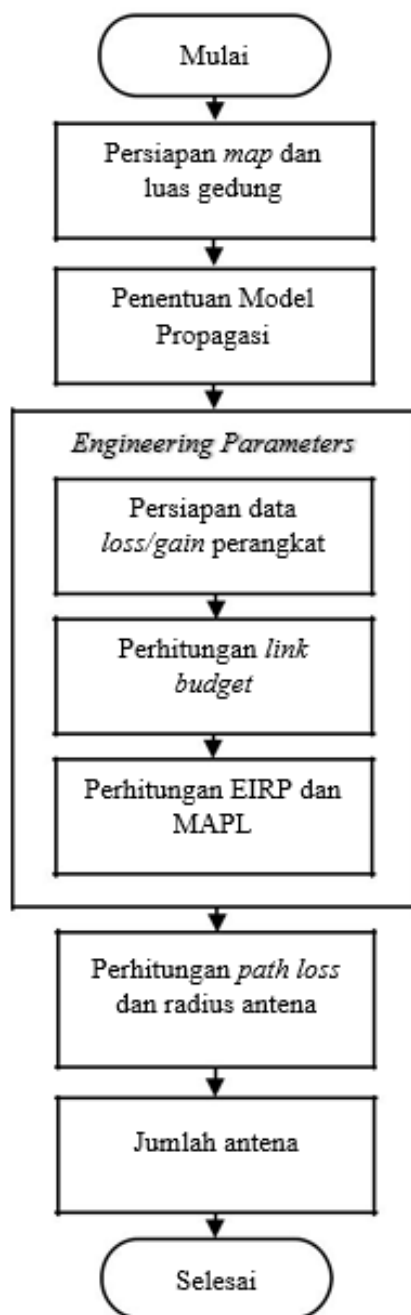 Mulai
Persiapan map dan
luas gedung
Penentuan Model
Propagasi
Engineering Parameters
Persiapan data
loss/gain perangkat
Perhitungan link
budget
Perhitungan EIRP dan
MAPL
Perhitungan path loss
dan radius antena
Jumlah antena
Selesai